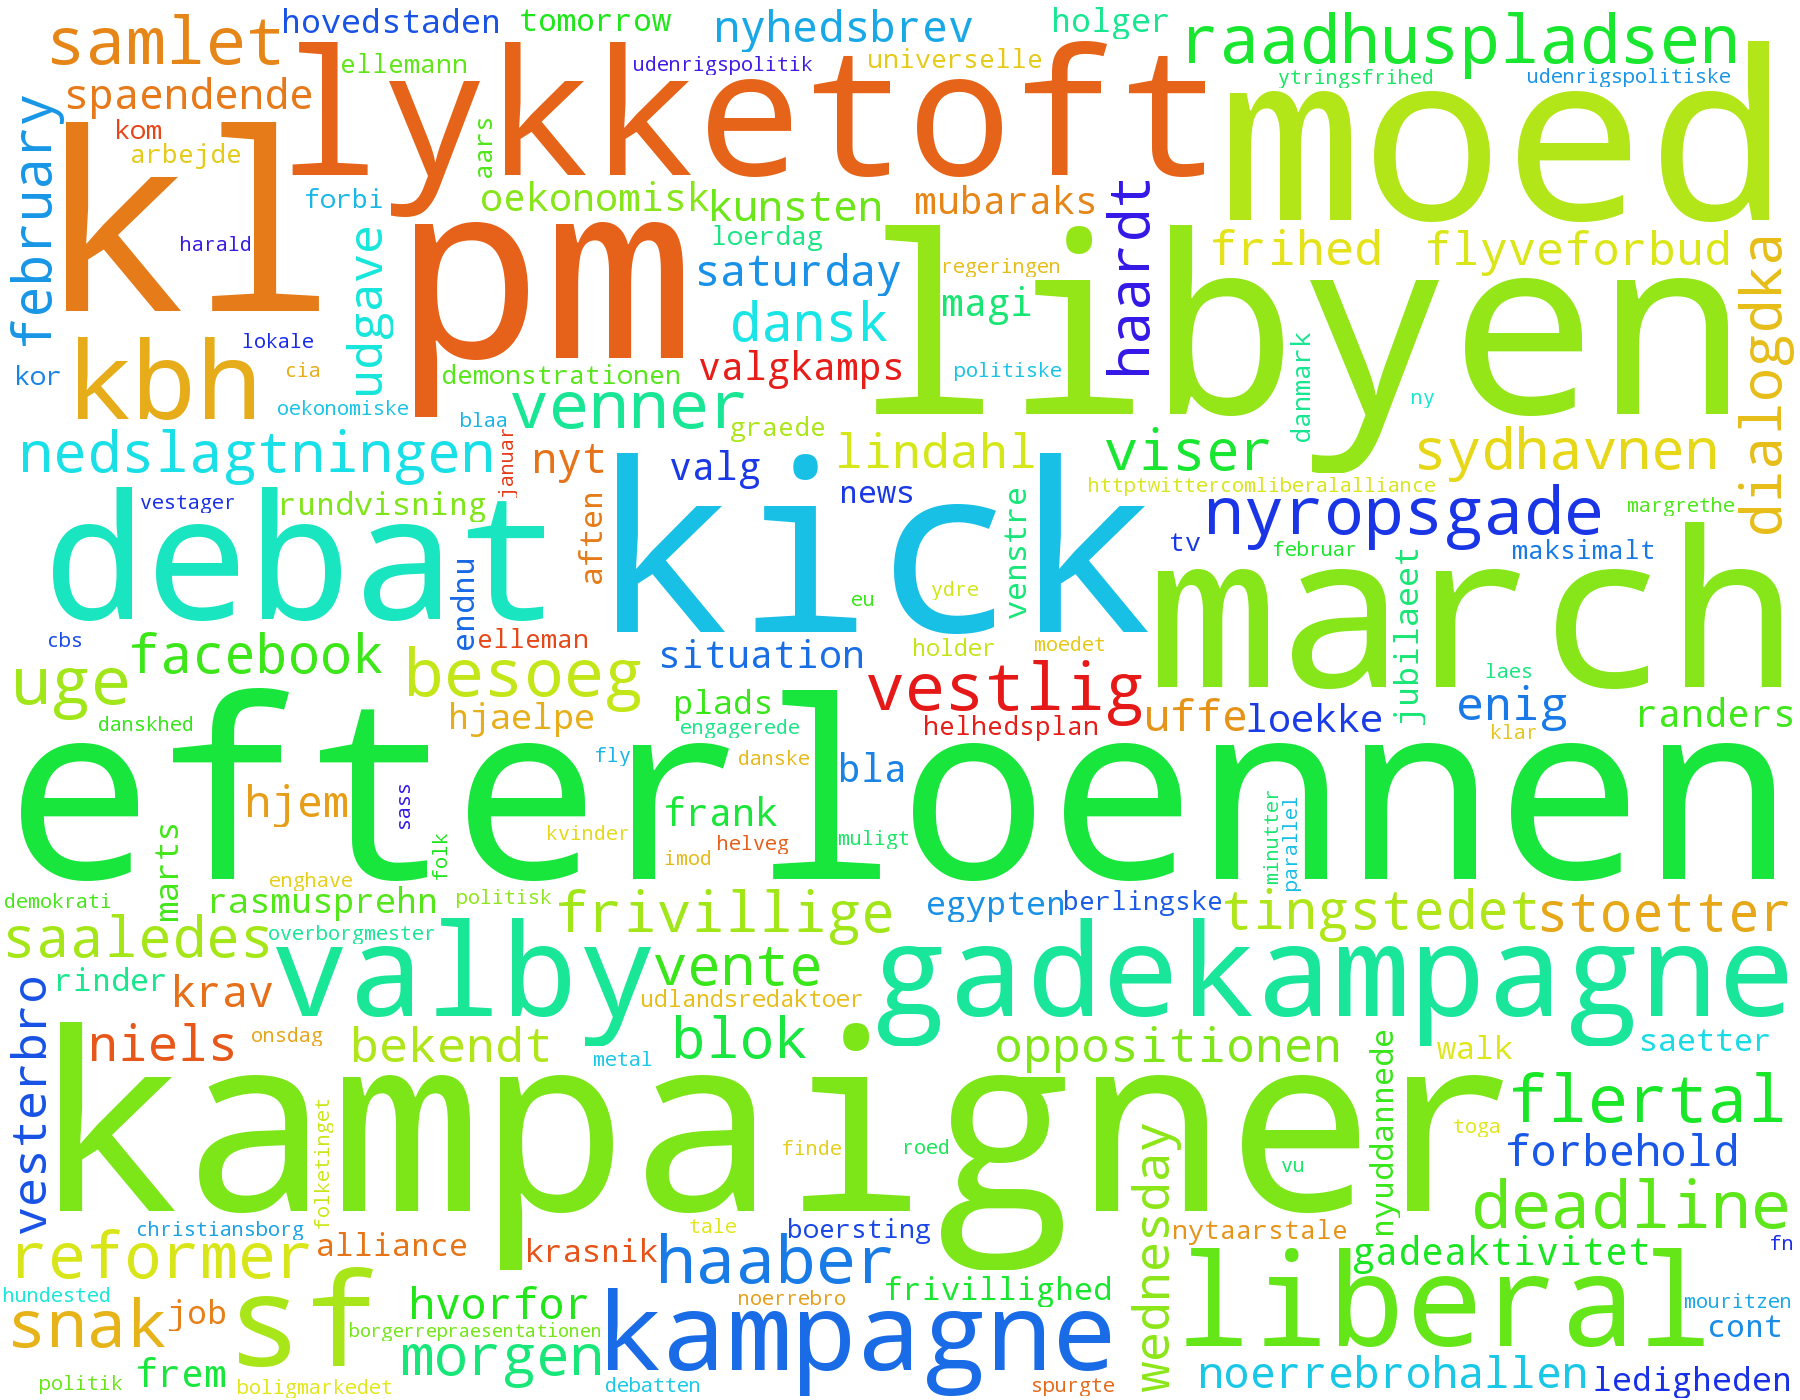 samlet
hovedstaden
tomorrow
nyhedsbrev
holger
raadhuspladsen
ellemann
udenrigspolitik
universelle
ytringsfrihed
udenrigspolitiske
spaendende
lykketoft
moed
february
kom
arbejde
kl
aars
forbi
oekonomisk
kunsten
mubaraks
haardt
harald
pm
loerdag
libyen
frihed
flyveforbud
udgave
saturday
regeringen
dialogdka
magi
dansk
kbh
lokale
kor
cia
demonstrationen
valgkamps
politiske
danmark
oekonomiske
blaa
venner
graede
ny
nedslagtningen
januar
nyt
valg
lindahl
viser
sydhavnen
vestager
rundvisning
aften
kick
news
venstre
httptwittercomliberalalliance
nyropsgade
margrethe
debat
tv
februar
maksimalt
march
endnu
ydre
eu
jubilaeet
cbs
facebook
elleman
situation
holder
moedet
uge
besoeg
vestlig
laes
danskhed
hjaelpe
plads
engagerede
helhedsplan
uffe
loekke
enig
klar
randers
efterloennen
fly
danske
bla
hjem
sass
frank
kvinder
helveg
imod
muligt
minutter
parallel
marts
folk
enghave
demokrati
rasmusprehn
politisk
frivillige
egypten
berlingske
tingstedet
stoetter
saaledes
overborgmester
valby
vente
gadekampagne
rinder
krav
udlandsredaktoer
vesterbro
niels
onsdag
bekendt
metal
blok
oppositionen
walk
saetter
kampaigner
folketinget
finde
roed
wednesday
vu
nyuddannede
toga
flertal
forbehold
christiansborg
tale
boersting
nytaarstale
deadline
reformer
alliance
krasnik
haaber
gadeaktivitet
fn
hundested
snak
job
sf
hvorfor
noerrebro
frivillighed
liberal
mouritzen
cont
borgerrepraesentationen
kampagne
morgen
politik
frem
boligmarkedet
debatten
spurgte
noerrebrohallen
ledigheden